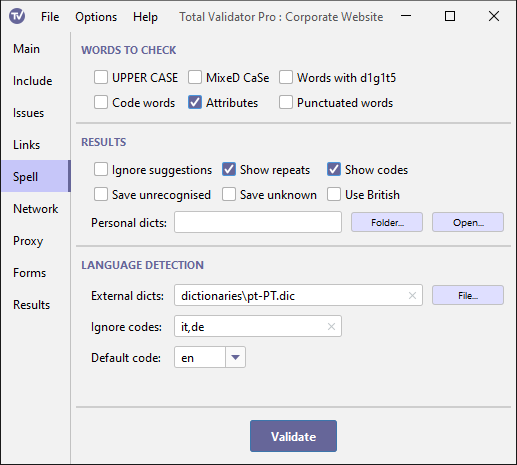 TV File Options Help Total Validator Pro : Corporate Website
Main
Include
Issues
Links
Spell
Network
Proxy
Forms
Results
WORDS TO CHECK
UPPER CASE MixeD CaSe Words with d1g1t5
Code words Attributes Punctuated words
RESULTS
Ignore suggestions Show repeats Show codes
Save unrecognised Save unknown Use British
Personal dicts: Folder... Open...
LANGUAGE DETECTION
External dicts: dictionaries\pt-PT.dic File...
Ignore codes: it,de
Default code: en
Validate